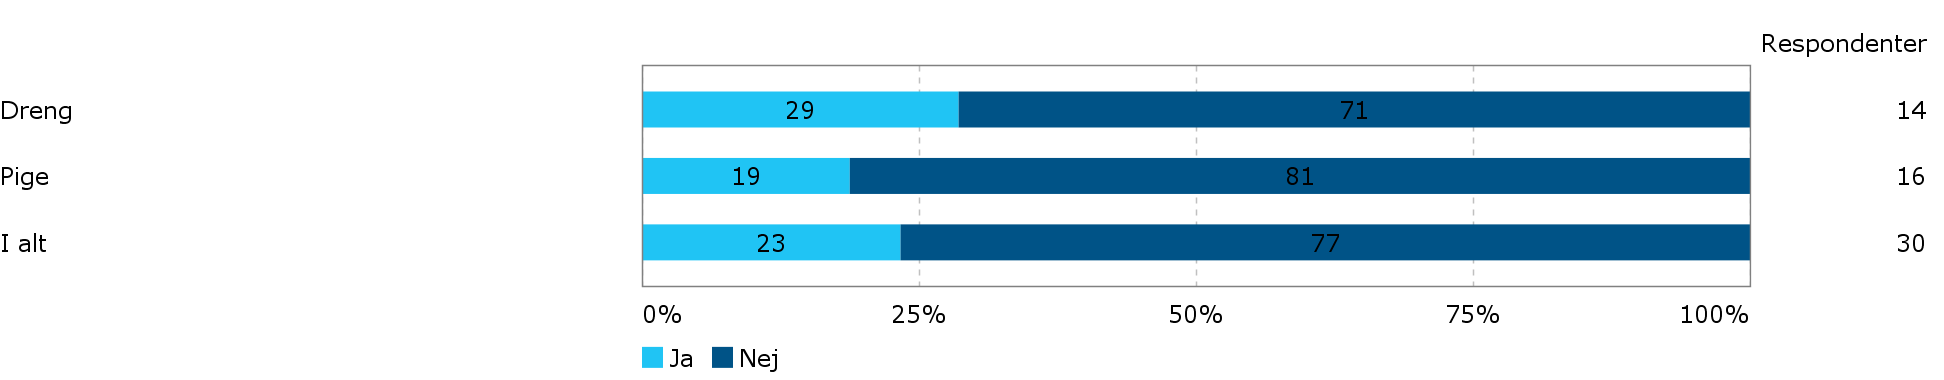 Respondenter
Dreng 29 71 14
Pige 19 81 16
I alt 23 77 30
0% 25% 50% 75% 100%
Ja Nej